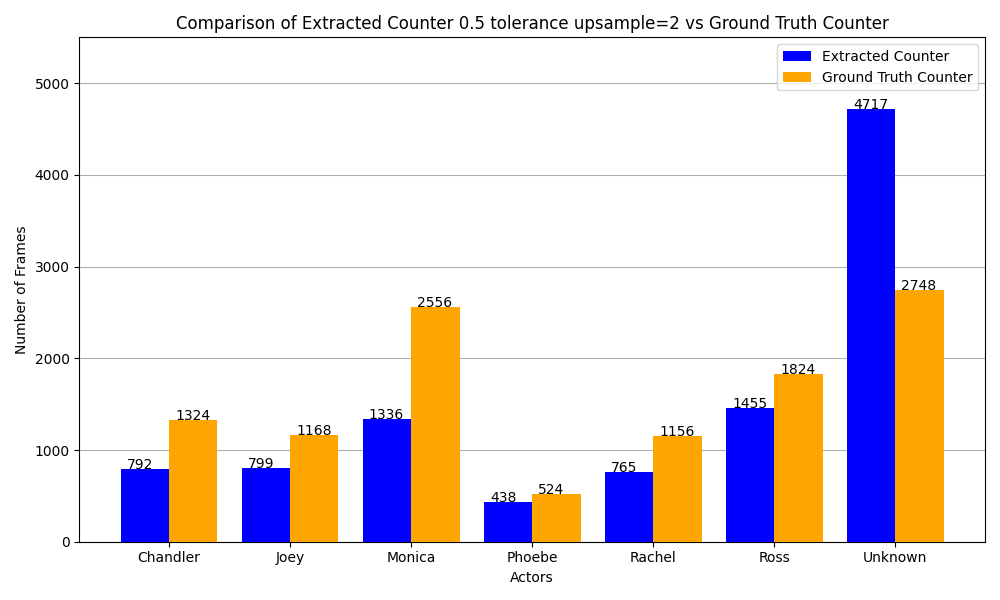 Comparison of Extracted Counter 0.5 tolerance upsample=2 vs Ground Truth Counter
Extracted Counter
Ground Truth Counter
Number of Frames
5000
4000
3000
2000
1000
0
792
1324
799
1168
1336
2556
438
524
765
1156
1455
1824
4717
2748
Chandler
Joey
Monica
Phoebe
Rachel
Ross
Unknown
Actors